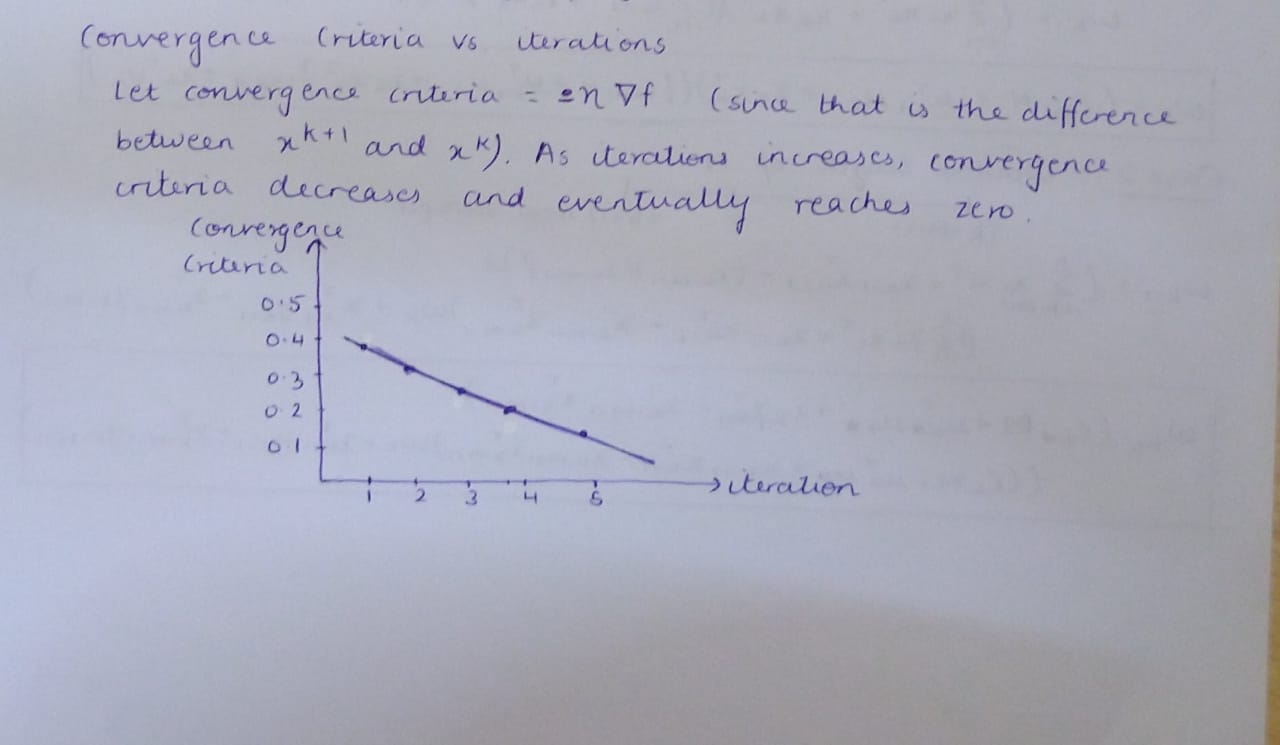 Convergence Criteria vs iterations
Let convergence criteria = η ∇f (since that is the difference
between x^k+1 and x^k). As iterations increases, convergence
criteria decreases and eventually reaches zero.
Convergence
Criteria
0.5
0.4
0.3
0.2
0.1
1 2 3 4 5
iteration